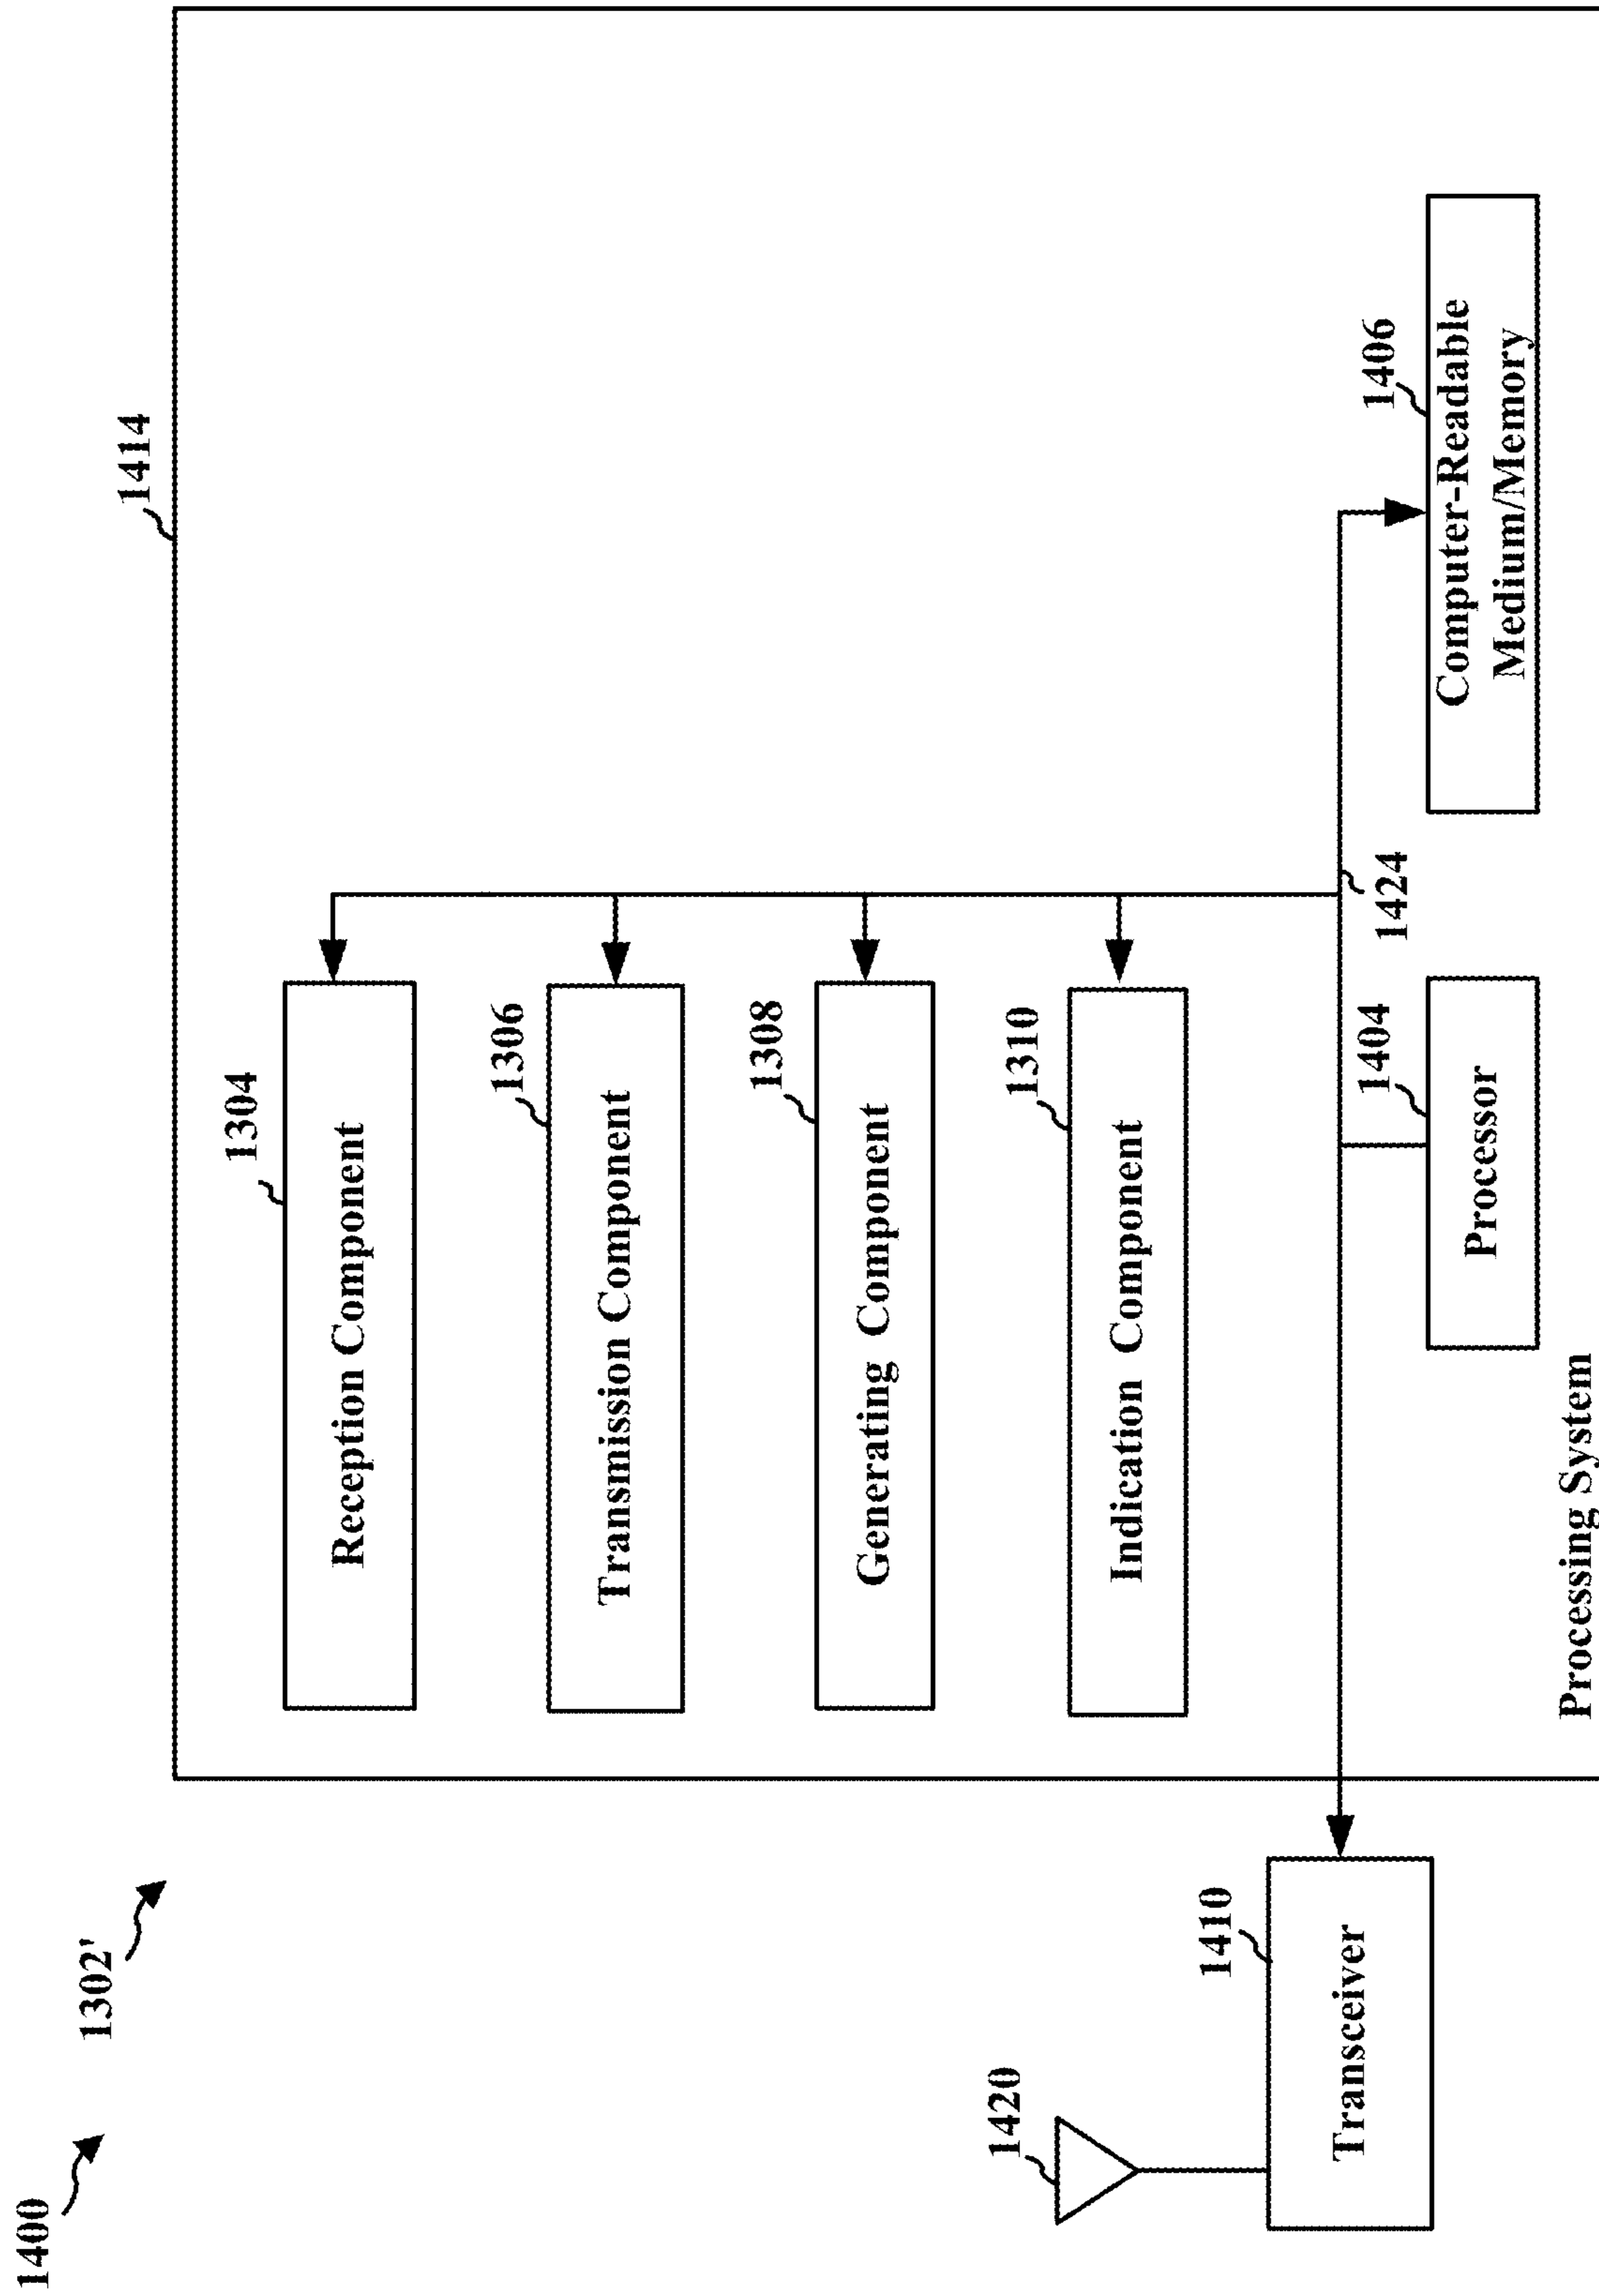 1400
1302'
1414
1304
Reception Component
1306
Transmission Component
1308
Generating Component
1310
Indication Component
1420
1410
Transceiver
1424
1404
Processor
1406
Computer-Readable
Medium/Memory
Processing System